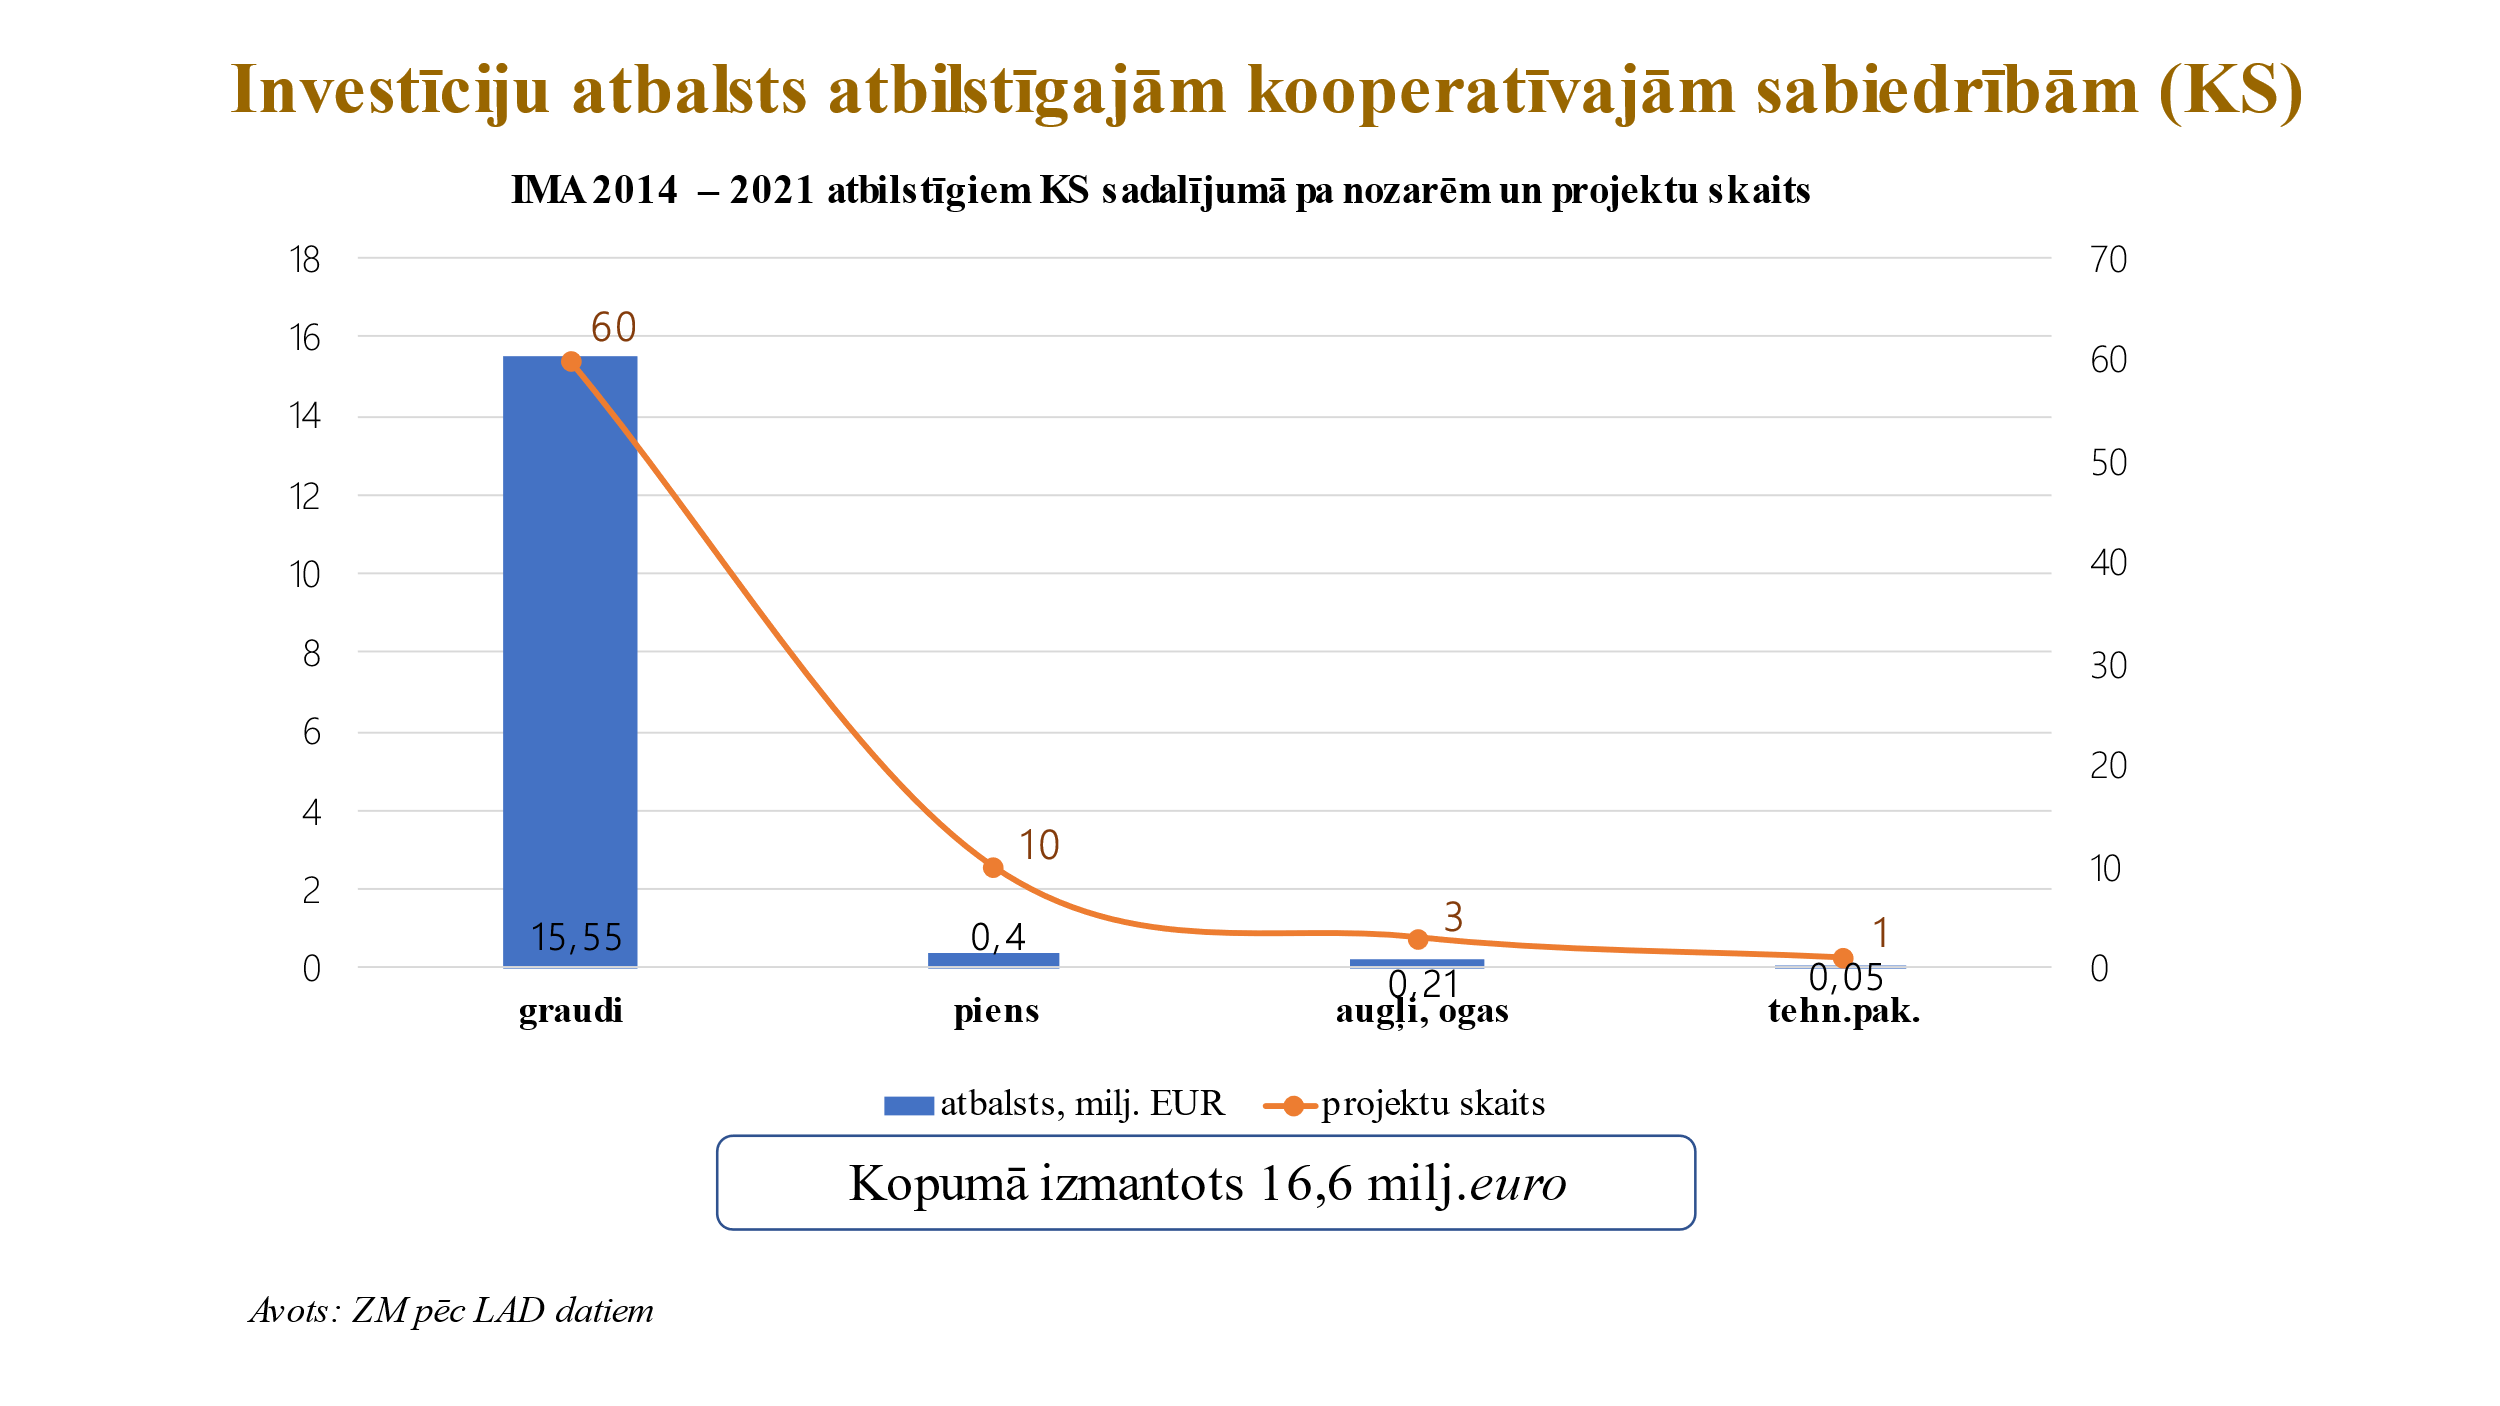 Investīciju atbalsts atbilstīgajām kooperatīvajām sabiedrībām (KS)
IMA 2014 – 2021 atbilstīgiem KS sadalījumā pa nozarēm un projektu skaits
18
16
14
12
10
8
6
4
2
0
70
60
50
40
30
20
10
0
60
10
3
1
15,55
0,4
0,21
0,05
graudi
piens
augļi, ogas
tehn.pak.
atbalsts, milj. EUR
projektu skaits
Kopumā izmantots 16,6 milj.euro
Avots: ZM pēc LAD datiem